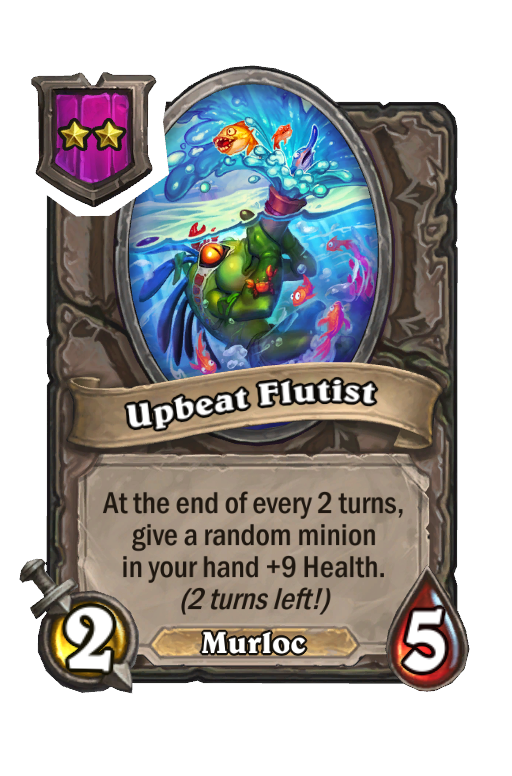 Upbeat Flutist
At the end of every 2 turns,
give a random minion
in your hand +9 Health.
(2 turns left!)
2
Murloc
5